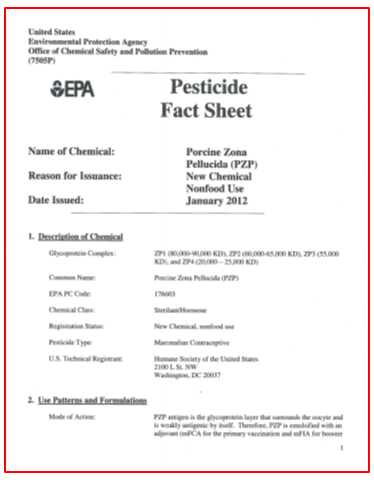 United States
Environmental Protection Agency
Office of Chemical Safety and Pollution Prevention
(7505P)
EPA
Pesticide
Fact Sheet
Name of Chemical: Porcine Zona
Pellucida (PZP)
Reason for Issuance: New Chemical
Nonfood Use
Date Issued: January 2012
1. Description of Chemical
Glycoprotein Complex: ZP1 (80,000-90,000 KD), ZP2 (60,000-65,000 KD), ZP3 (55,000
KD), and ZP4 (20,000 – 25,000 KD)
Common Name: Porcine Zona Pellucida (PZP)
EPA PC Code: 176603
Chemical Class: Sterilant/Hormone
Registration Status: New Chemical, nonfood use
Pesticide Type: Mammalian Contraceptive
U.S. Technical Registrant: Humane Society of the United States
2100 L St. NW
Washington, DC 20037
2. Use Patterns and Formulations
Mode of Action: PZP antigen is the glycoprotein layer that surrounds the oocyte and
is weakly antigenic by itself. Therefore, PZP is emulsified with an
adjuvant (mFCA for the primary vaccination and mFIA for booster
1